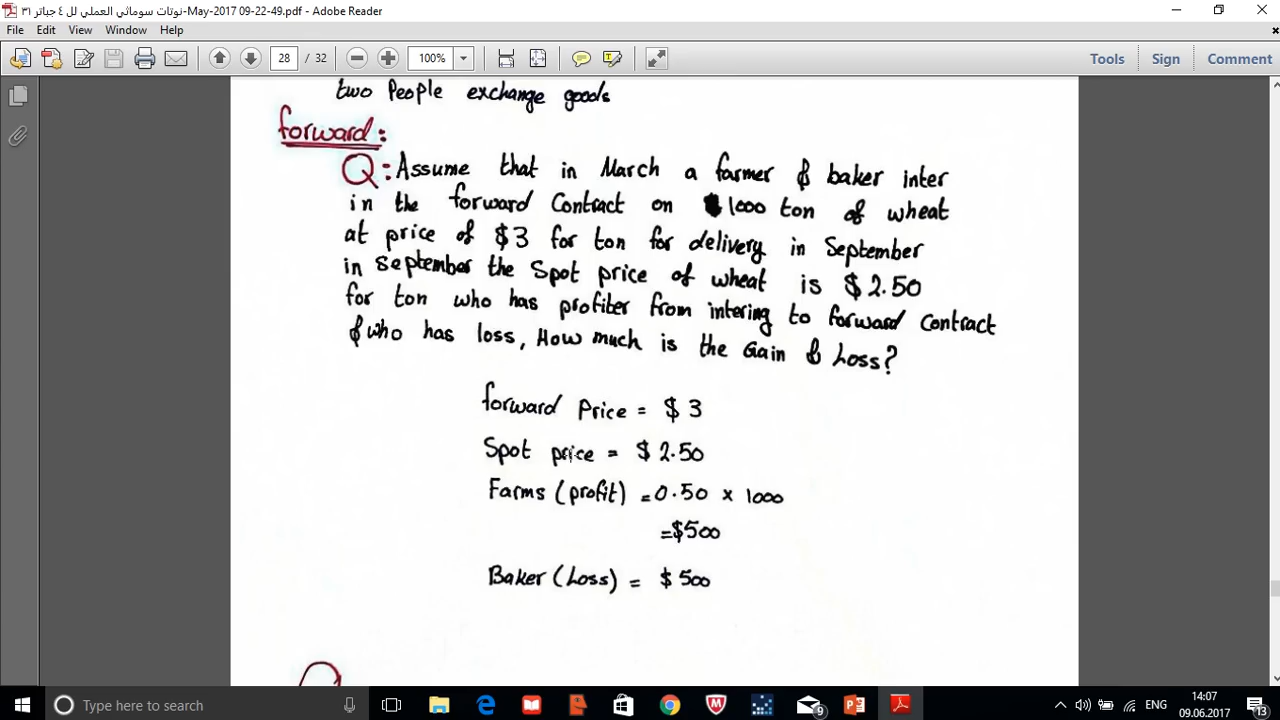 نوتات سوماثي العملي لل ٤ جباتر ٣١-May-2017 09-22-49.pdf - Adobe Reader
File Edit View Window Help
28 / 32 100% Tools Sign Comment
two People exchange goods
forward:
Q: Assume that in March a farmer & baker inter
in the forward Contract on 1000 ton of wheat
at price of $3 for ton for delivery in September
in september the Spot price of wheat is $2.50
for ton who has profiter from intering to forward Contract
& who has loss, How much is the Gain & Loss?
forward Price = $3
Spot price = $2.50
Farms (profit) = 0.50 x 1000
=$500
Baker (Loss) = $500
Type here to search
9
ENG
14:07
09.06.2017
13